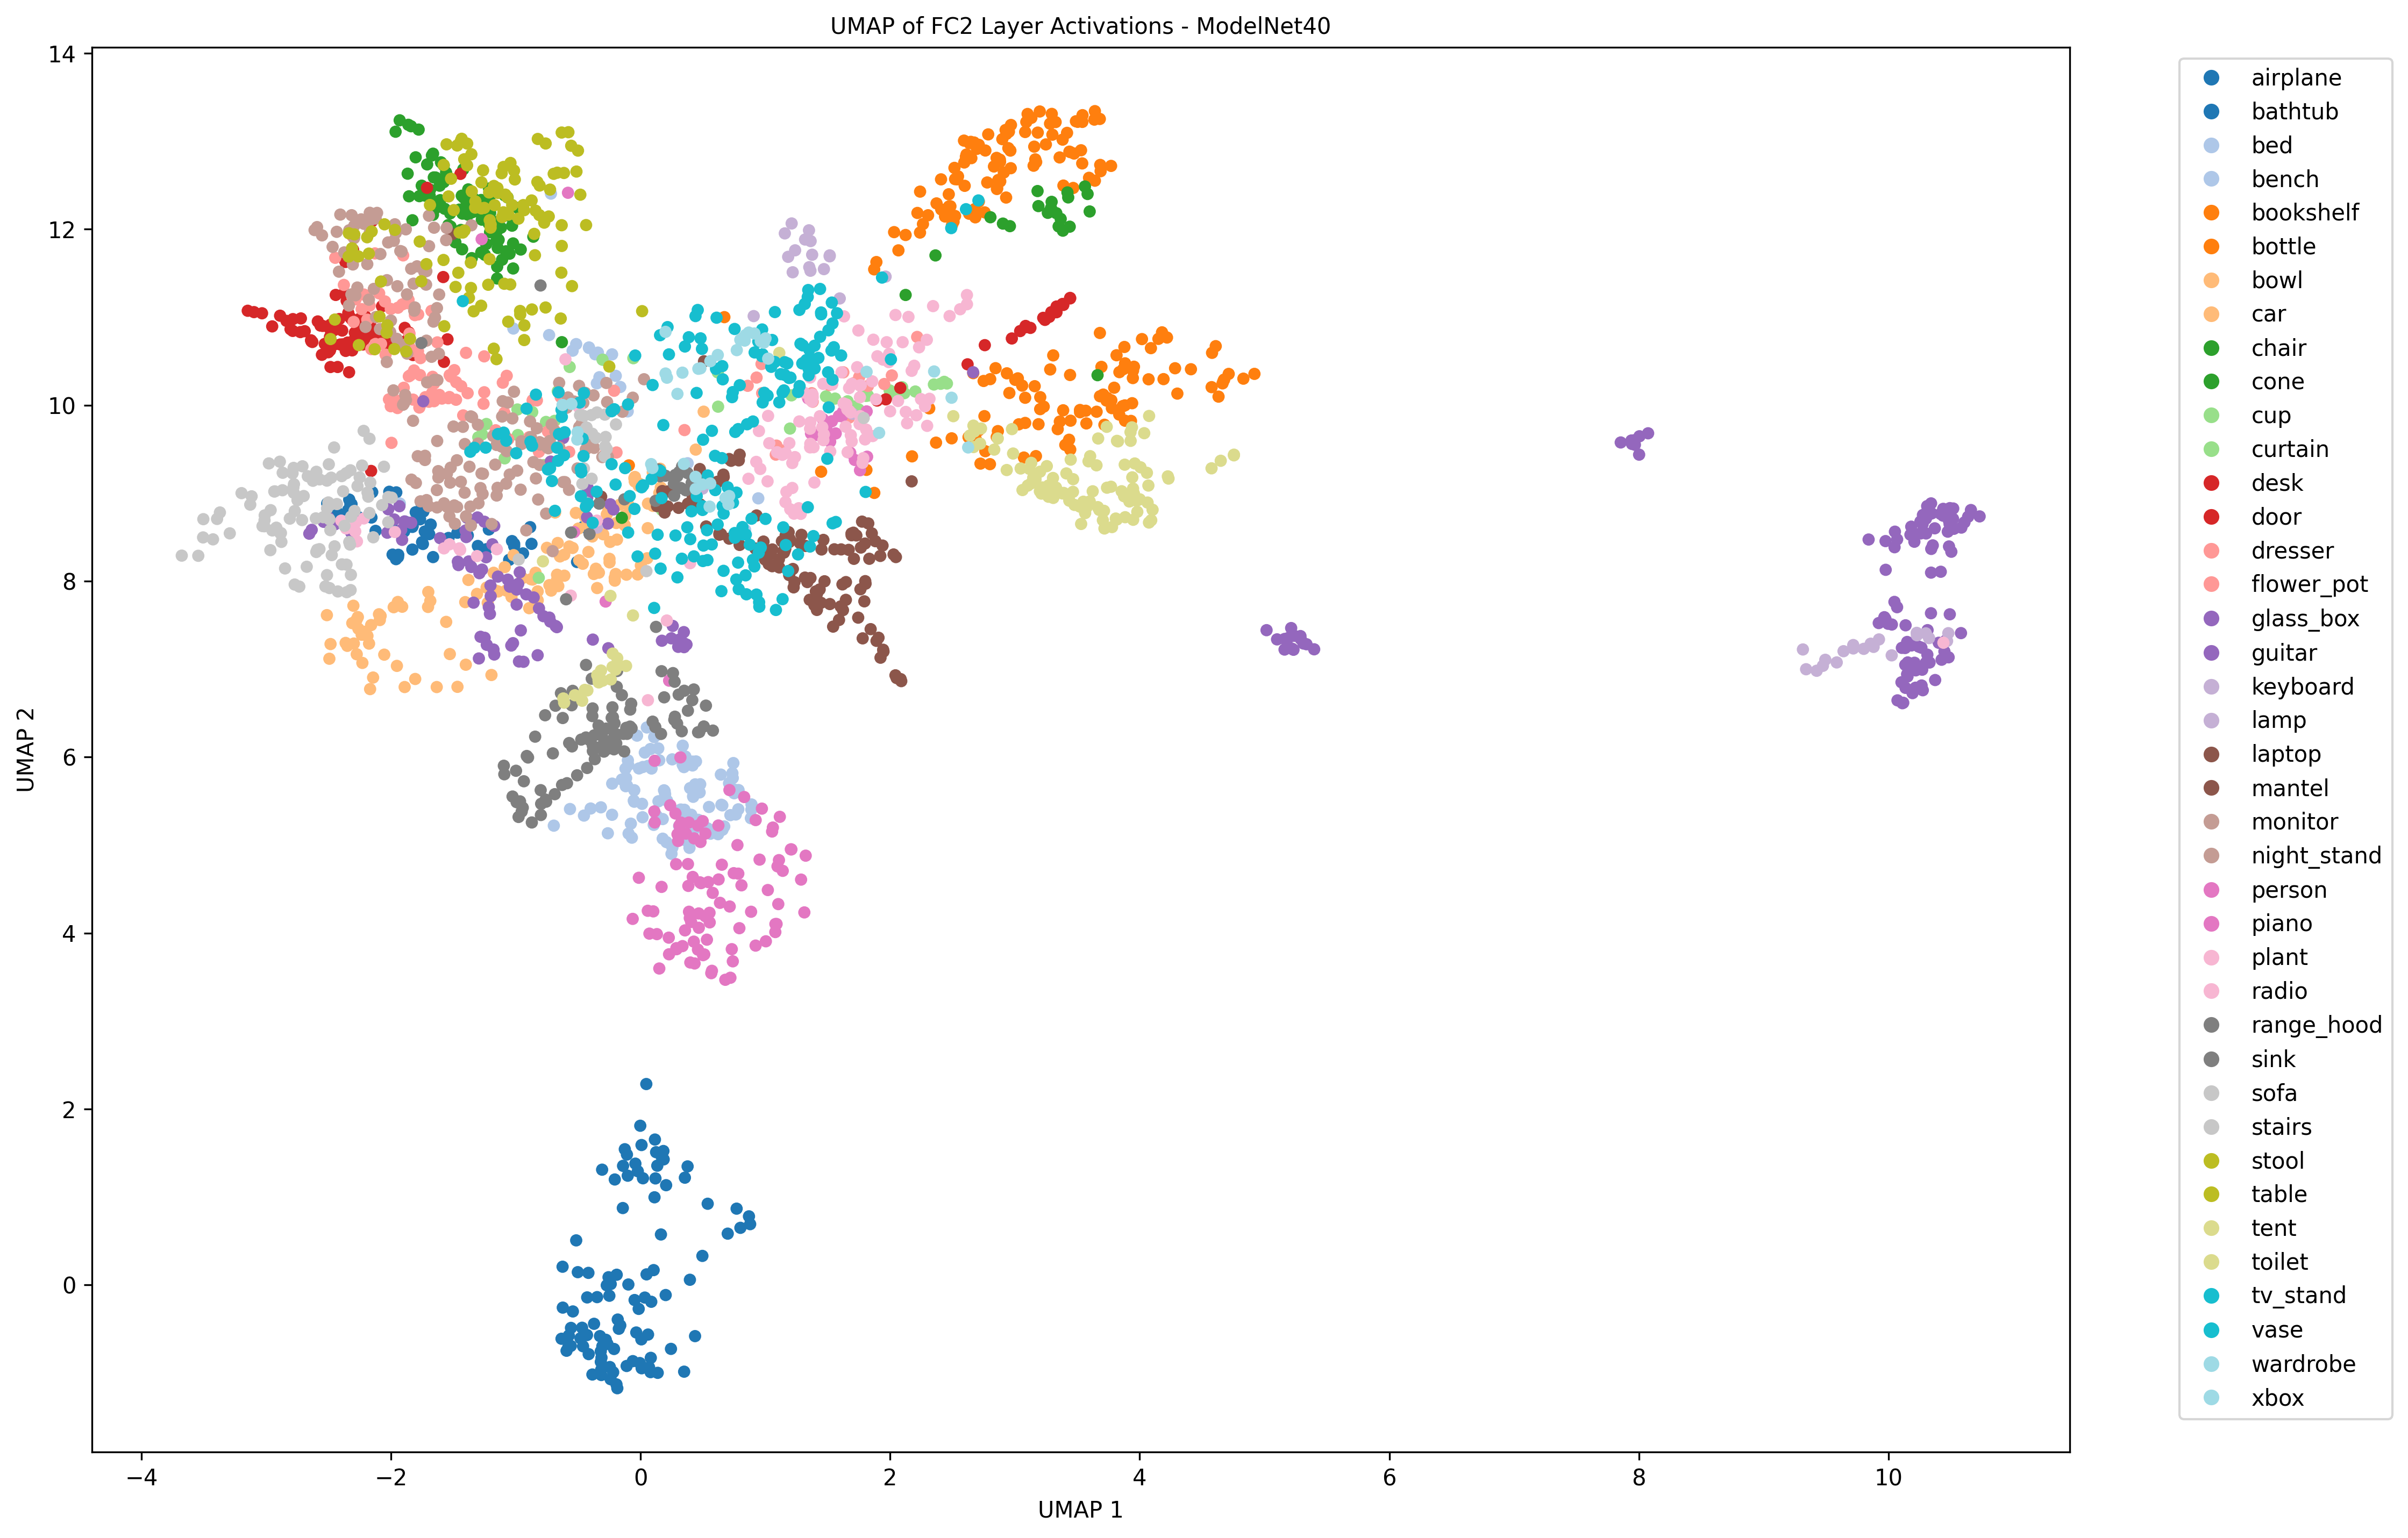 UMAP of FC2 Layer Activations - ModelNet40
14
12
10
8
6
4
2
0
UMAP 2
−4
−2
0
2
4
6
8
10
UMAP 1
airplane
bathtub
bed
bench
bookshelf
bottle
bowl
car
chair
cone
cup
curtain
desk
door
dresser
flower_pot
glass_box
guitar
keyboard
lamp
laptop
mantel
monitor
night_stand
person
piano
plant
radio
range_hood
sink
sofa
stairs
stool
table
tent
toilet
tv_stand
vase
wardrobe
xbox